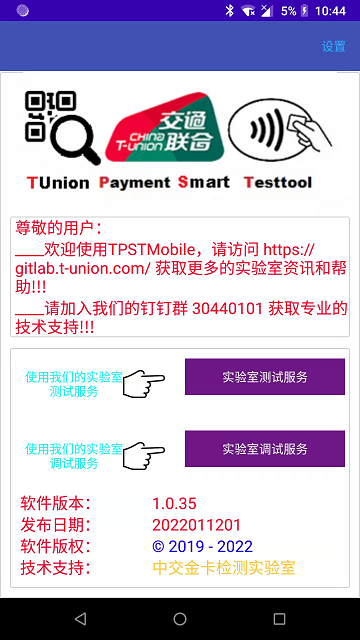 5% 10:44
设置
交通
CHINA
T-UNION 联合
TUnion Payment Smart Testtool
尊敬的用户：
____欢迎使用TPSTMobile，请访问 https://
gitlab.t-union.com/ 获取更多的实验室资讯和帮
助!!!
____请加入我们的钉钉群 30440101 获取专业的
技术支持!!!
使用我们的实验室
测试服务
实验室测试服务
使用我们的实验室
调试服务
实验室调试服务
软件版本： 1.0.35
发布日期： 2022011201
软件版权： © 2019 - 2022
技术支持： 中交金卡检测实验室